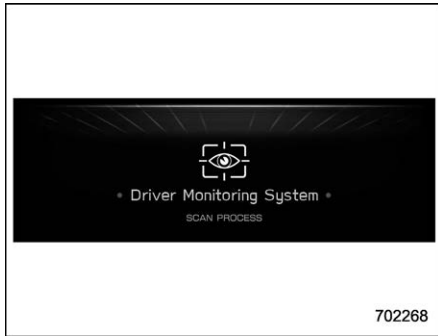 • Driver Monitoring System •
SCAN PROCESS
702268